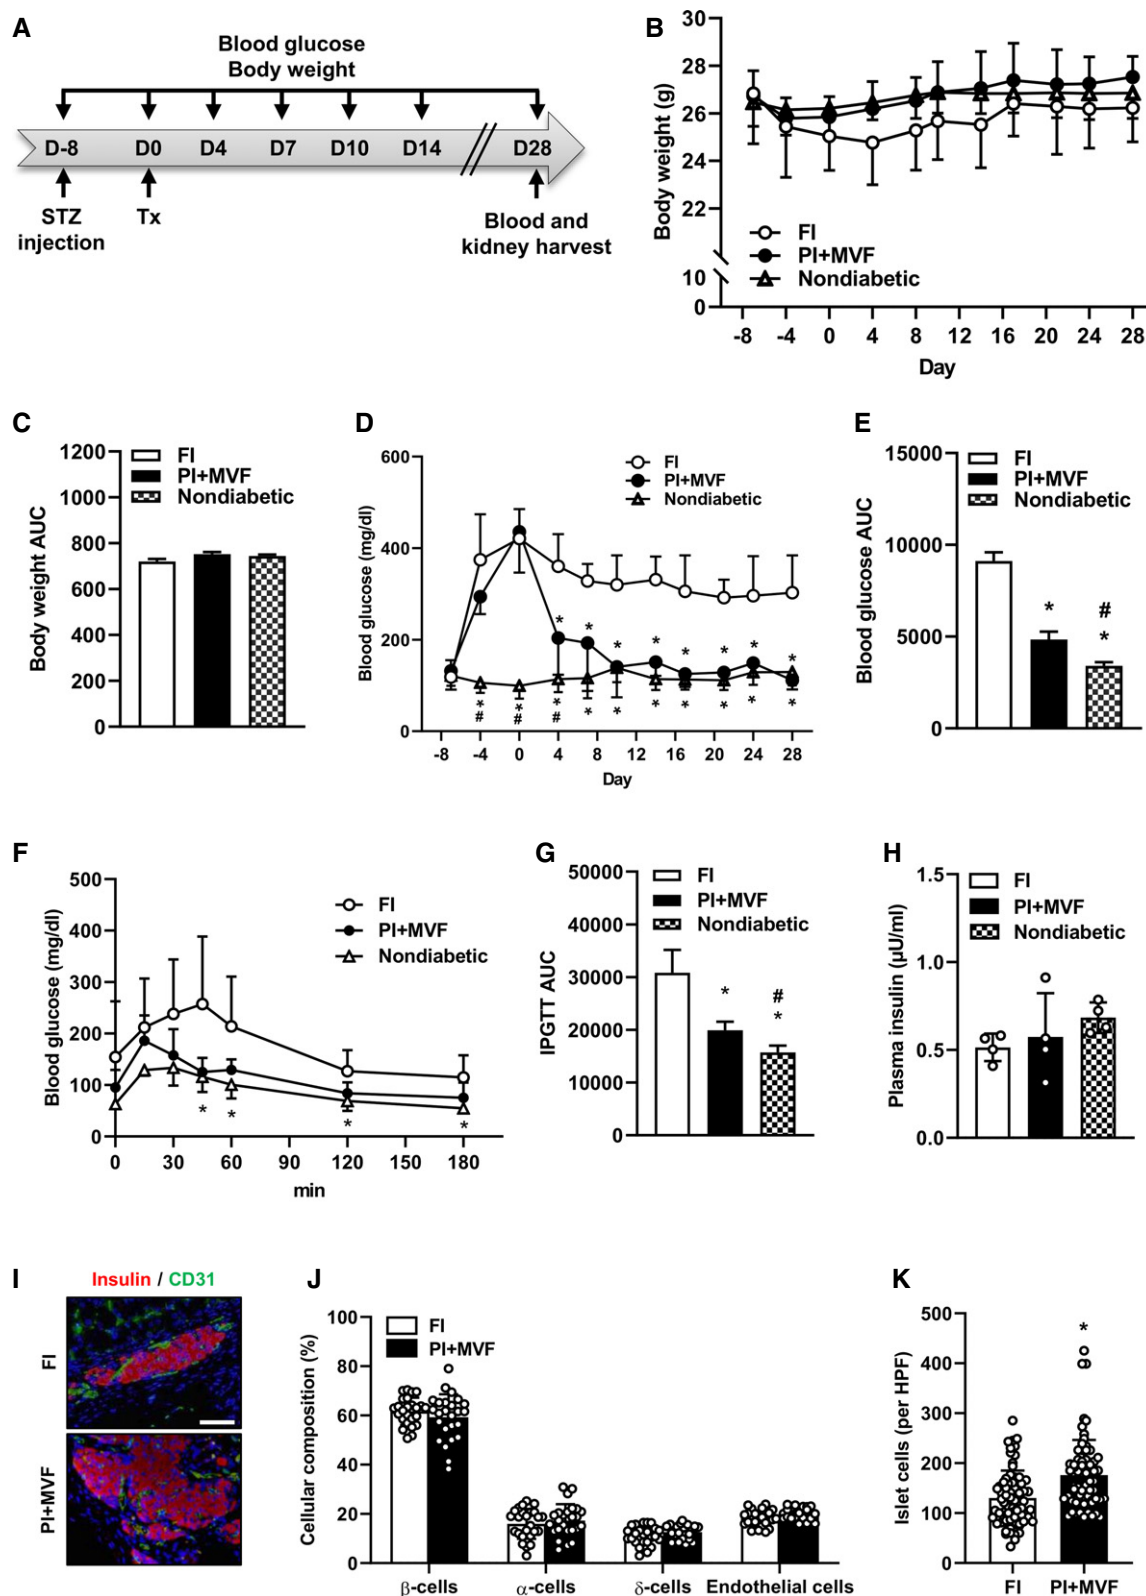 A
Blood glucose
Body weight
D-8 D0 D4 D7 D10 D14 D28
STZ
injection
Tx
Blood and
kidney harvest
B
Body weight (g)
30
28
26
24
22
10
0
FI
PI+MVF
Nondiabetic
-8 -4 0 4 8 12 16 20 24 28
Day
C
Body weight AUC
1200
1000
800
600
400
200
0
FI
PI+MVF
Nondiabetic
D
Blood glucose (mg/dl)
600
400
200
0
FI
PI+MVF
Nondiabetic
* * * * * * * *
* * * * * * * * * *
# # #
-8 -4 0 4 8 12 16 20 24 28
Day
E
Blood glucose AUC
15000
10000
5000
0
FI
PI+MVF
Nondiabetic
*
#
*
F
Blood glucose (mg/dl)
500
400
300
200
100
0
FI
PI+MVF
Nondiabetic
* * * *
0 30 60 90 120 150 180
min
G
IPGTT AUC
50000
40000
30000
20000
10000
0
FI
PI+MVF
Nondiabetic
*
#
*
H
Plasma insulin (µU/ml)
1.5
1.0
0.5
0.0
FI
PI+MVF
Nondiabetic
I
Insulin / CD31
FI
PI+MVF
J
Cellular composition (%)
100
80
60
40
20
0
FI
PI+MVF
β-cells α-cells δ-cells Endothelial cells
K
Islet cells (per HPF)
500
400
300
200
100
0
*
FI PI+MVF